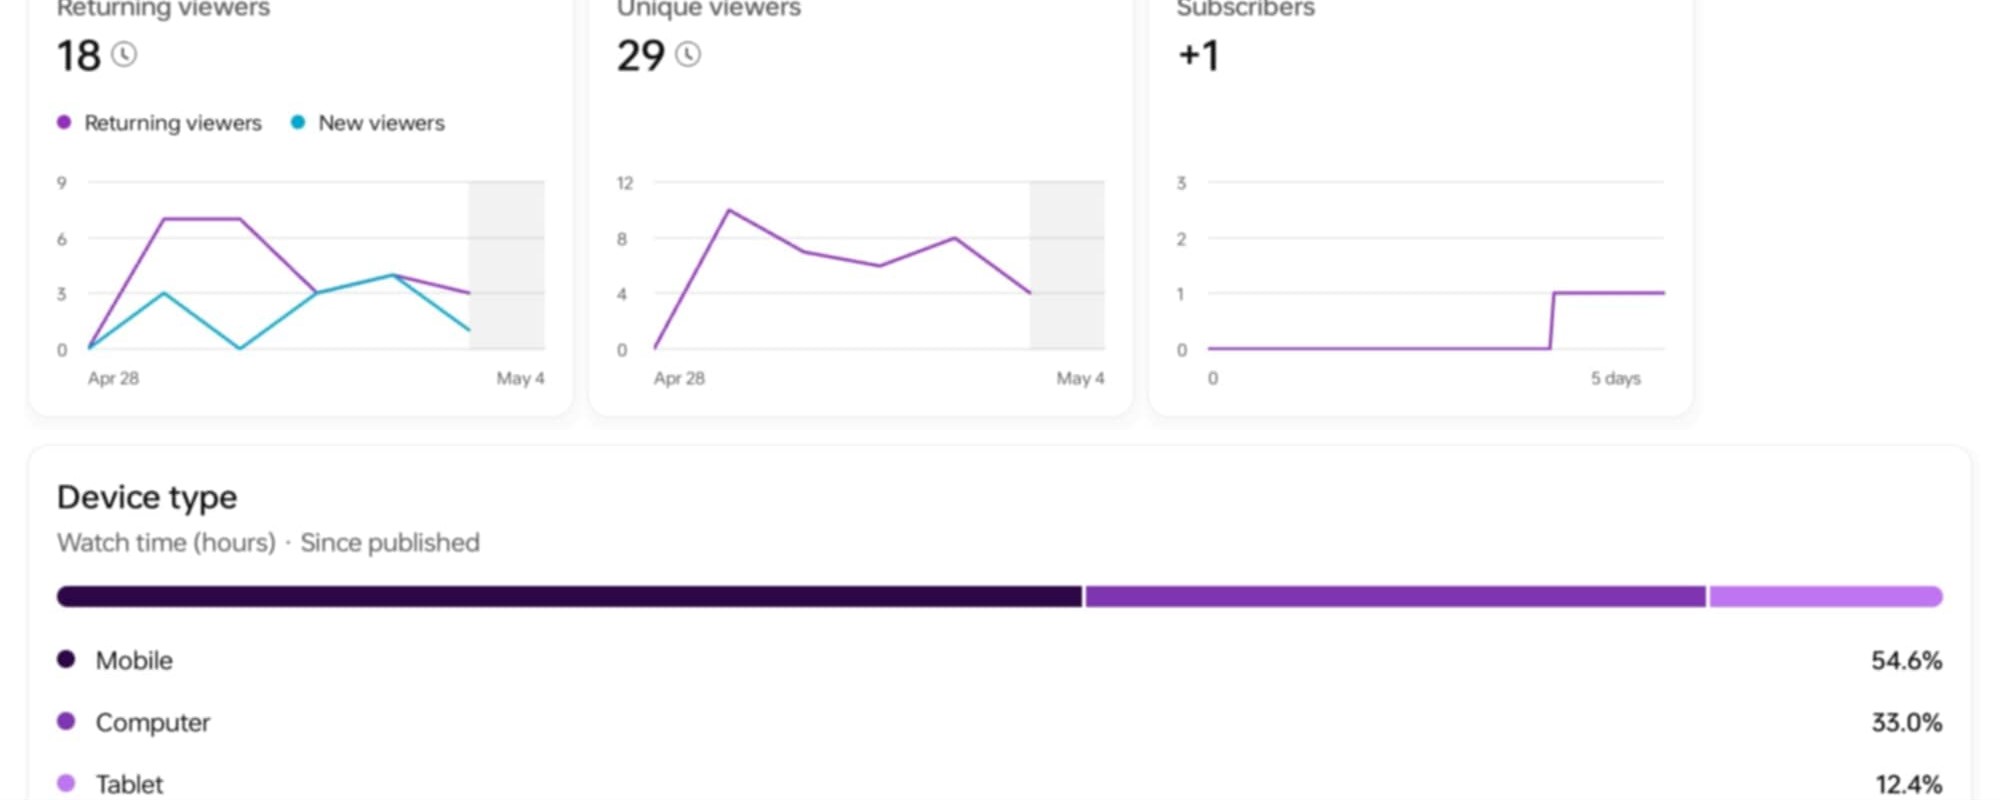 Returning viewers
18
Returning viewers New viewers
9
6
3
0
Apr 28 May 4
Unique viewers
29
12
8
4
0
Apr 28 May 4
Subscribers
+1
3
2
1
0
0 5 days
Device type
Watch time (hours) · Since published
Mobile 54.6%
Computer 33.0%
Tablet 12.4%